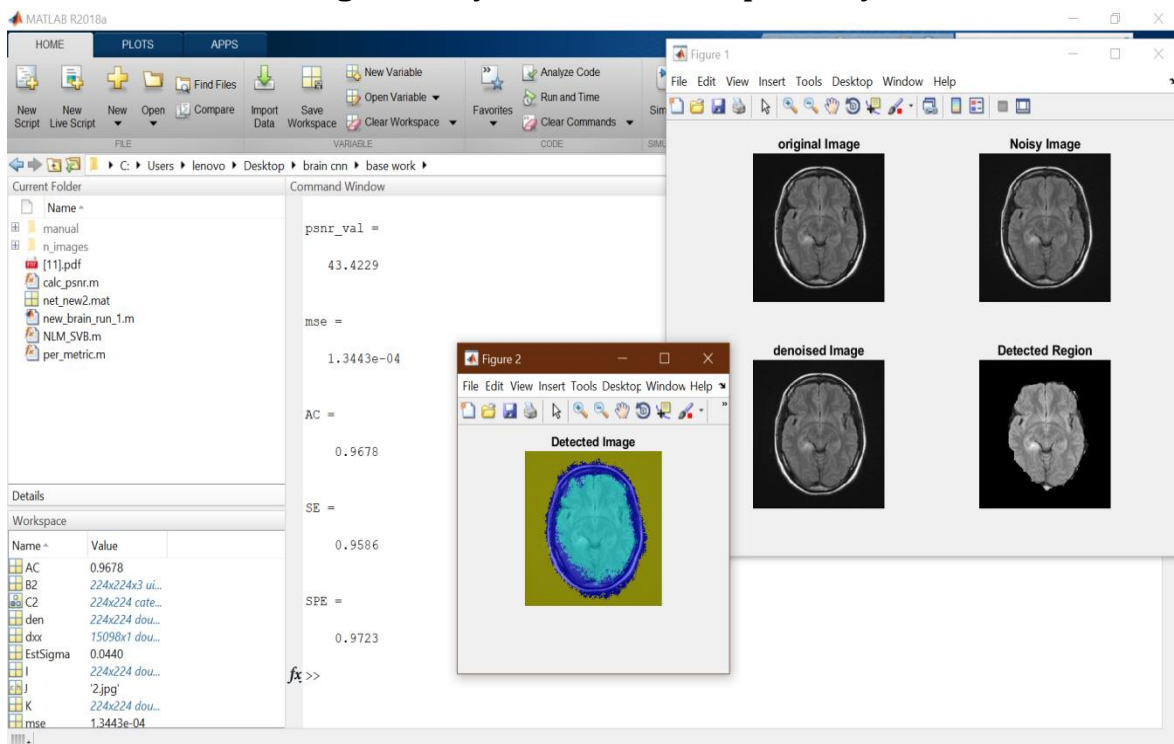 MATLAB R2018a
HOME PLOTS APPS
New Script
New Live Script
New
Open
Find Files
Compare
Import Data
Save Workspace
New Variable
Open Variable
Clear Workspace
Favorites
Analyze Code
Run and Time
Clear Commands
FILE VARIABLE CODE
C: Users lenovo Desktop brain cnn base work
Current Folder
Name
manual
n_images
[11].pdf
calc_psnr.m
net_new2.mat
new_brain_run_1.m
NLM_SVB.m
per_metric.m
Details
Workspace
Name Value
AC 0.9678
B2 224x224x3 ui...
C2 224x224 cate...
den 224x224 dou...
dxx 15098x1 dou...
EstSigma 0.0440
I 224x224 dou...
J '2.jpg'
K 224x224 dou...
mse 1.3443e-04
Command Window
psnr_val =
43.4229
mse =
1.3443e-04
AC =
0.9678
SE =
0.9586
SPE =
0.9723
fx >>
Figure 2
File Edit View Insert Tools Desktop Window Help
Detected Image
Figure 1
File Edit View Insert Tools Desktop Window Help
original Image
Noisy Image
denoised Image
Detected Region